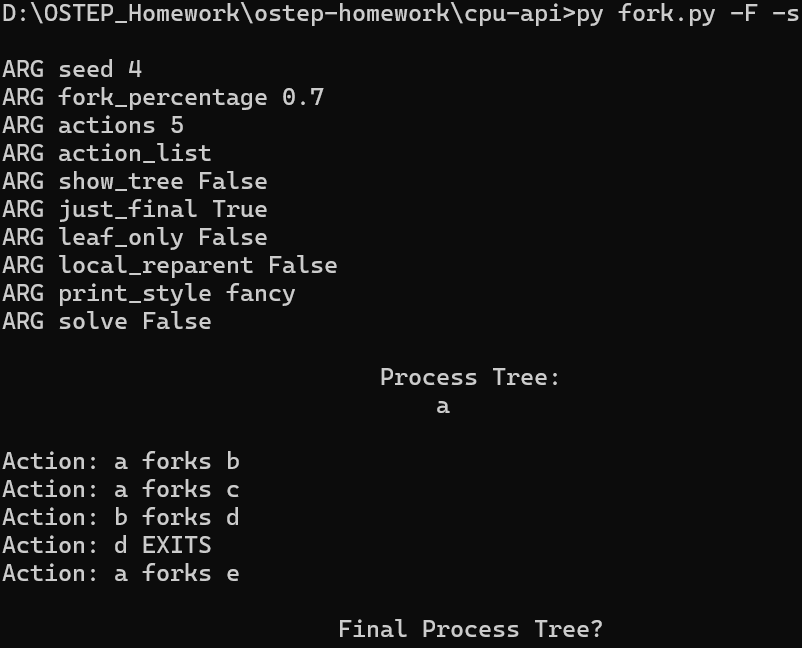 D:\OSTEP_Homework\ostep-homework\cpu-api>py fork.py -F -s
ARG seed 4
ARG fork_percentage 0.7
ARG actions 5
ARG action_list
ARG show_tree False
ARG just_final True
ARG leaf_only False
ARG local_reparent False
ARG print_style fancy
ARG solve False
Process Tree:
a
Action: a forks b
Action: a forks c
Action: b forks d
Action: d EXITS
Action: a forks e
Final Process Tree?